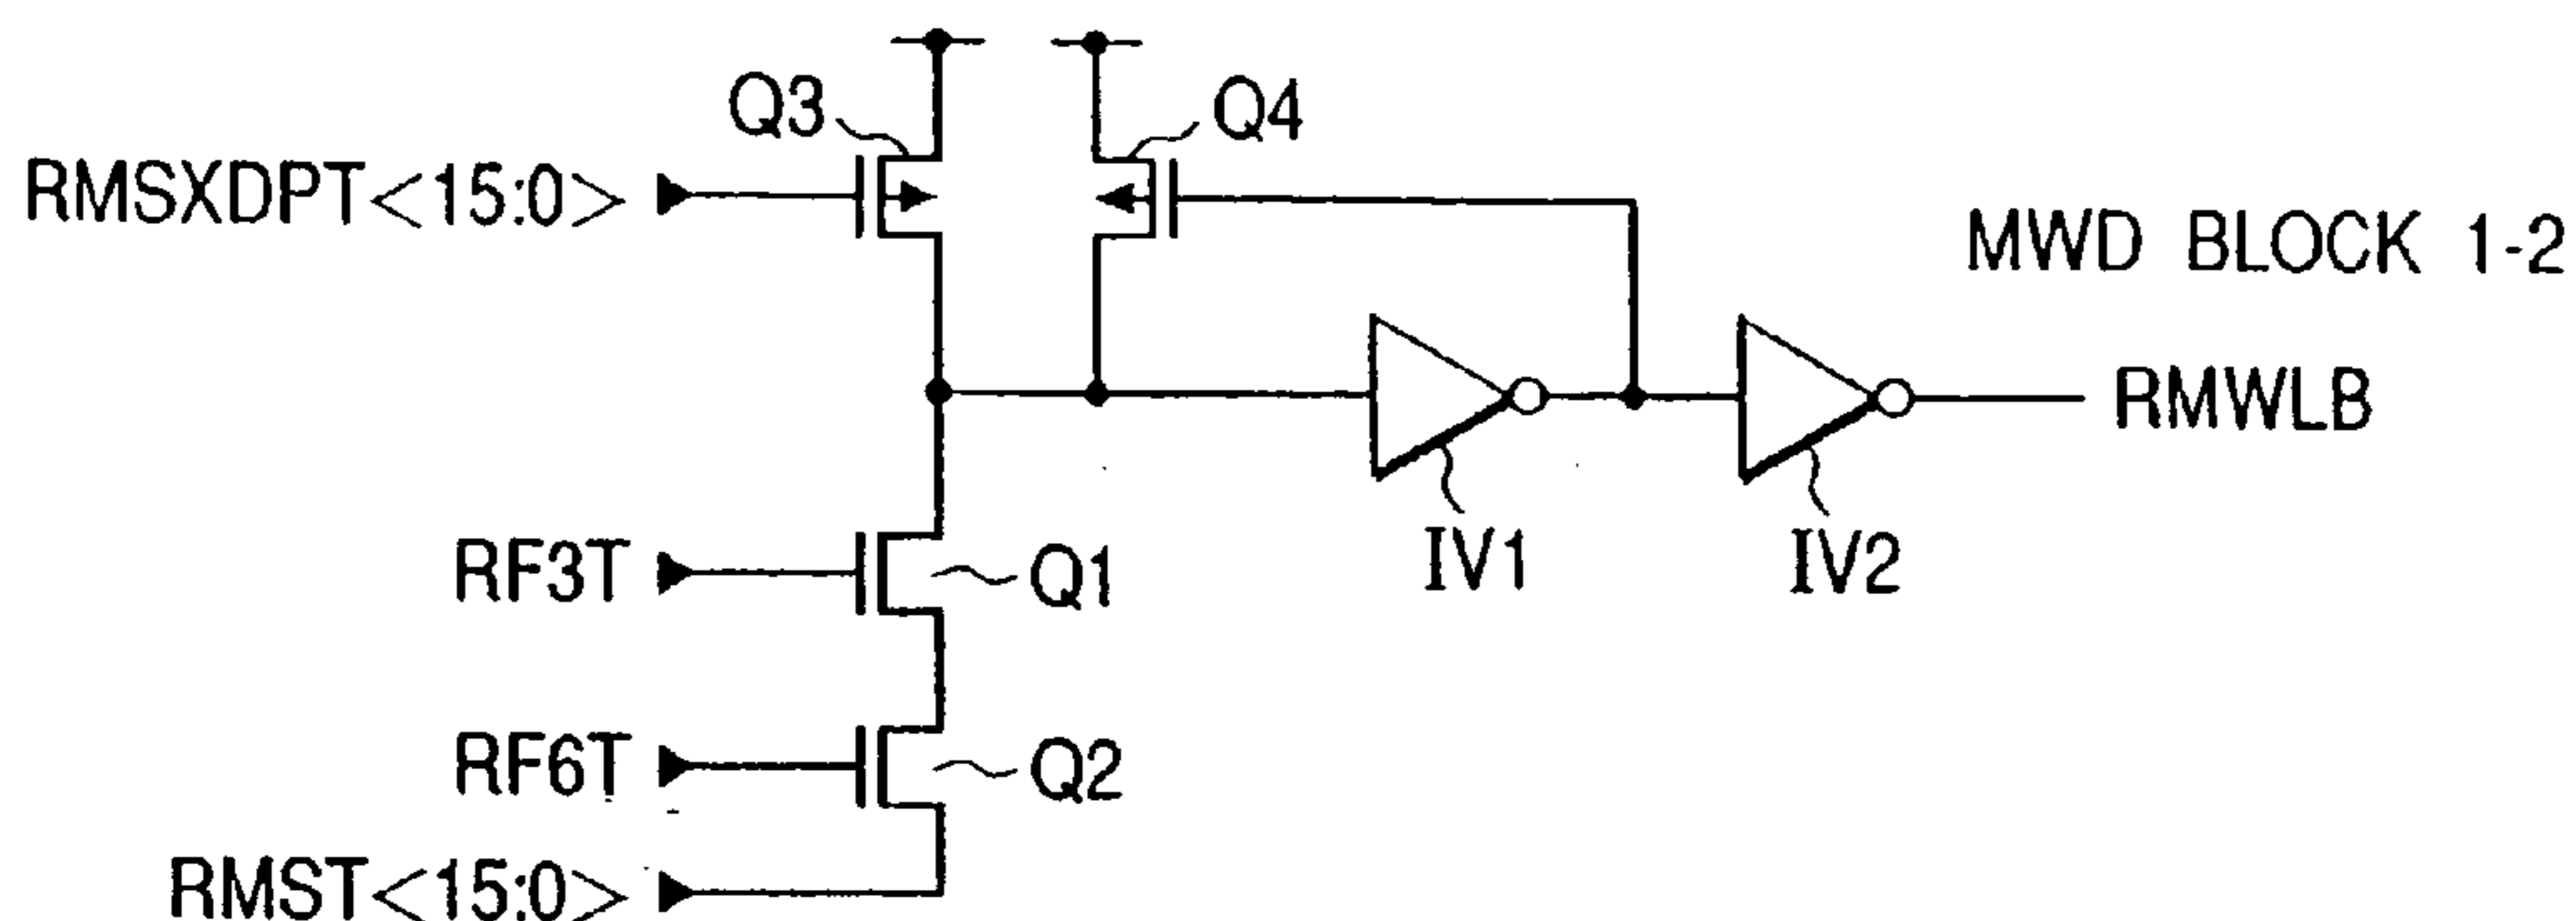 Q3
Q4
RMSXDPT<15:0>
MWD BLOCK 1-2
RMWLB
RF3T
Q1
IV1
IV2
RF6T
Q2
RMST<15:0>